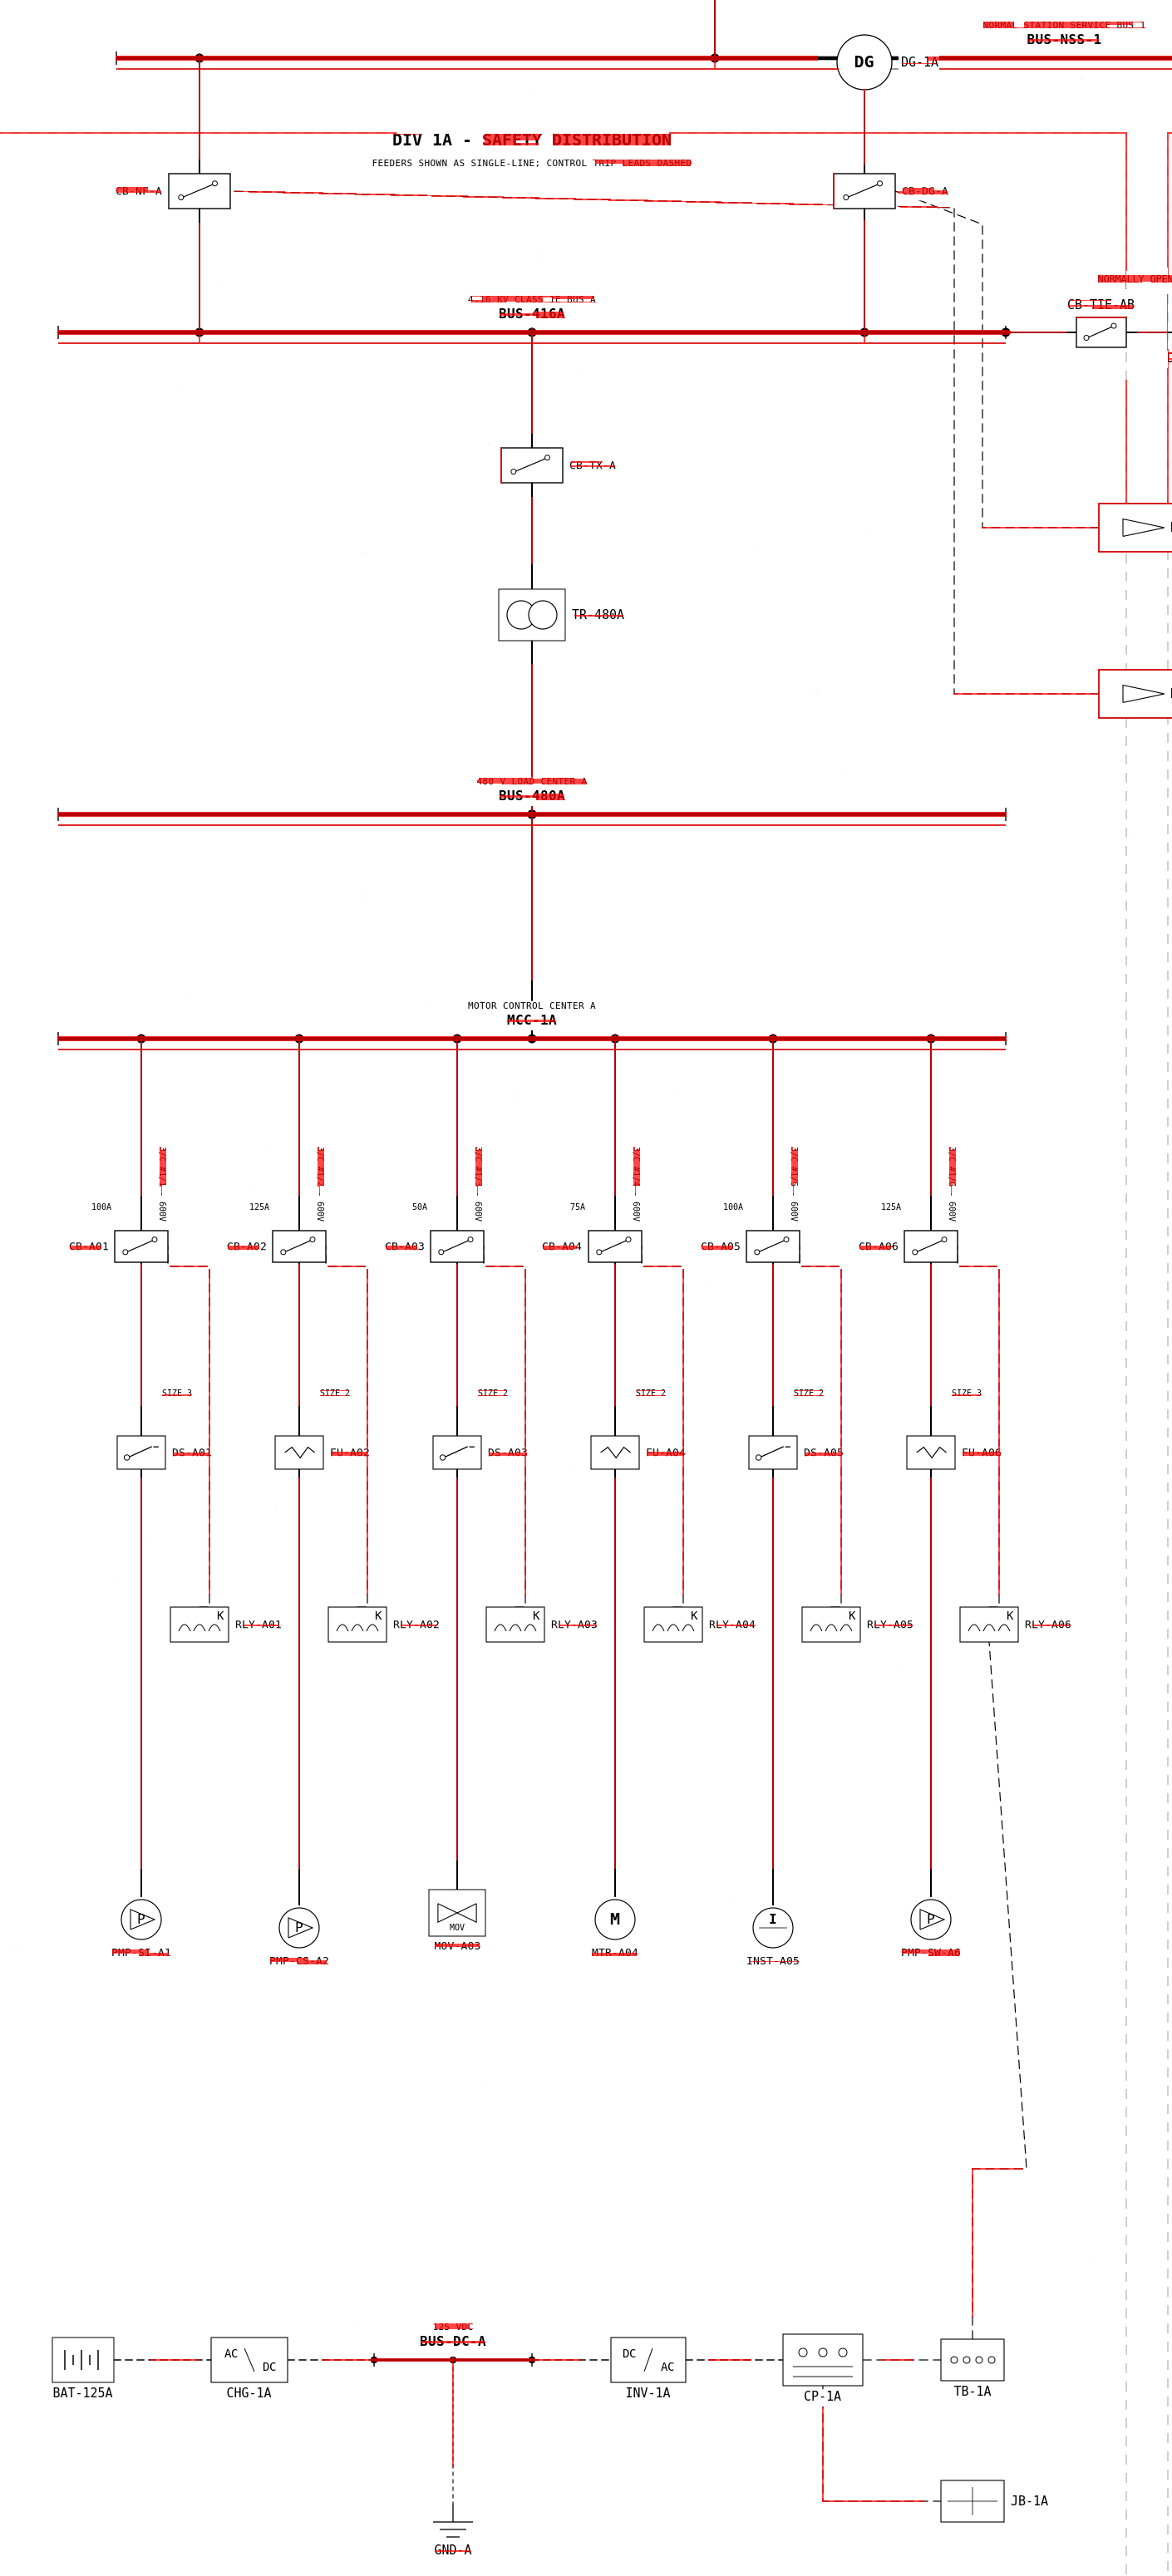 NORMAL STATION SERVICE BUS 1
BUS-NSS-1
DG
DG-1A
DIV 1A - SAFETY DISTRIBUTION
FEEDERS SHOWN AS SINGLE-LINE; CONTROL TRIP LEADS DASHED
CB-NF-A
CB-DG-A
NORMALLY OPEN
4.16 KV CLASS 1E BUS A
BUS-416A
CB-TIE-AB
CB-TX-A
TR-480A
480 V LOAD CENTER A
BUS-480A
MOTOR CONTROL CENTER A
MCC-1A
600V
600V
600V
600V
600V
600V
100A
125A
50A
75A
100A
125A
CB-A01
CB-A02
CB-A03
CB-A04
CB-A05
CB-A06
SIZE 3
SIZE 2
SIZE 2
SIZE 2
SIZE 2
SIZE 3
DS-A01
FU-A02
DS-A03
FU-A04
DS-A05
FU-A06
K
K
K
K
K
K
RLY-A01
RLY-A02
RLY-A03
RLY-A04
RLY-A05
RLY-A06
P
P
MOV
M
I
P
PMP-SI-A1
PMP-CS-A2
MOV-A03
MTR-A04
INST-A05
PMP-SW-A6
125 VDC
BUS-DC-A
AC
DC
DC
AC
BAT-125A
CHG-1A
INV-1A
CP-1A
TB-1A
JB-1A
GND-A